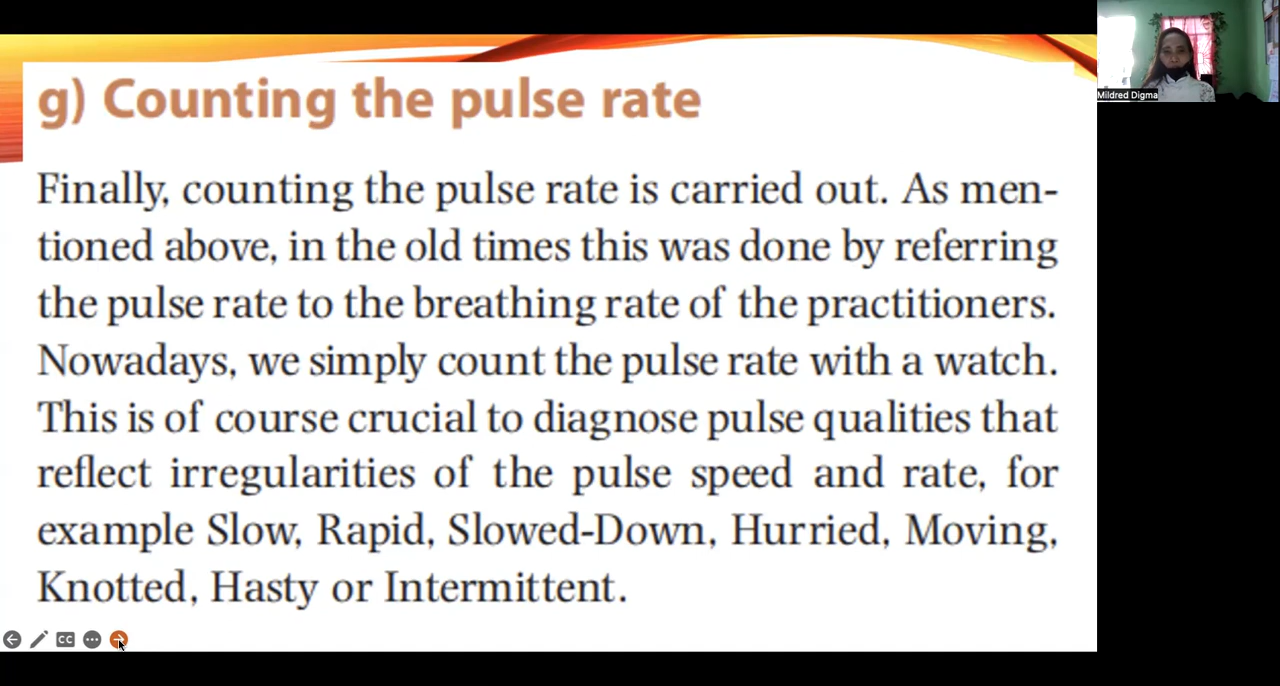 g) Counting the pulse rate
Finally, counting the pulse rate is carried out. As men-
tioned above, in the old times this was done by referring
the pulse rate to the breathing rate of the practitioners.
Nowadays, we simply count the pulse rate with a watch.
This is of course crucial to diagnose pulse qualities that
reflect irregularities of the pulse speed and rate, for
example Slow, Rapid, Slowed-Down, Hurried, Moving,
Knotted, Hasty or Intermittent.
CC
Mildred Digma